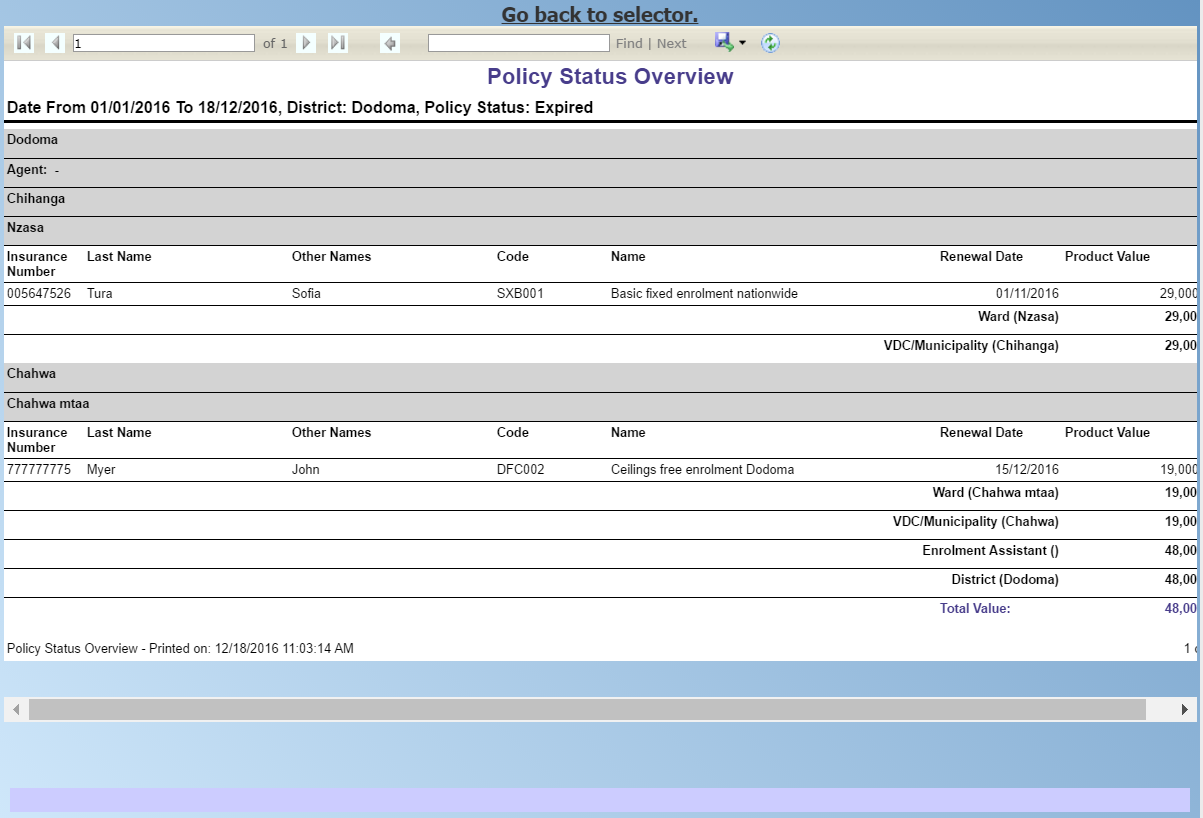 Go back to selector.
1 of 1 Find | Next
Policy Status Overview
Date From 01/01/2016 To 18/12/2016, District: Dodoma, Policy Status: Expired
Dodoma
Agent: -
Chihanga
Nzasa
Insurance Number Last Name Other Names Code Name Renewal Date Product Value
005647526 Tura Sofia SXB001 Basic fixed enrolment nationwide 01/11/2016 29,000
Ward (Nzasa) 29,00
VDC/Municipality (Chihanga) 29,00
Chahwa
Chahwa mtaa
Insurance Number Last Name Other Names Code Name Renewal Date Product Value
777777775 Myer John DFC002 Ceilings free enrolment Dodoma 15/12/2016 19,000
Ward (Chahwa mtaa) 19,00
VDC/Municipality (Chahwa) 19,00
Enrolment Assistant () 48,00
District (Dodoma) 48,00
Total Value: 48,00
Policy Status Overview - Printed on: 12/18/2016 11:03:14 AM 1